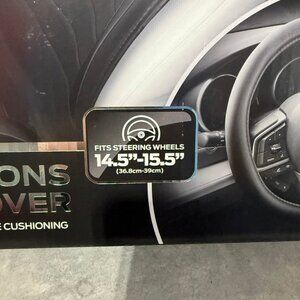 FITS STEERING WHEELS
14.5”-15.5”
(36.8cm-39cm)
ONS
OVER
E CUSHIONING